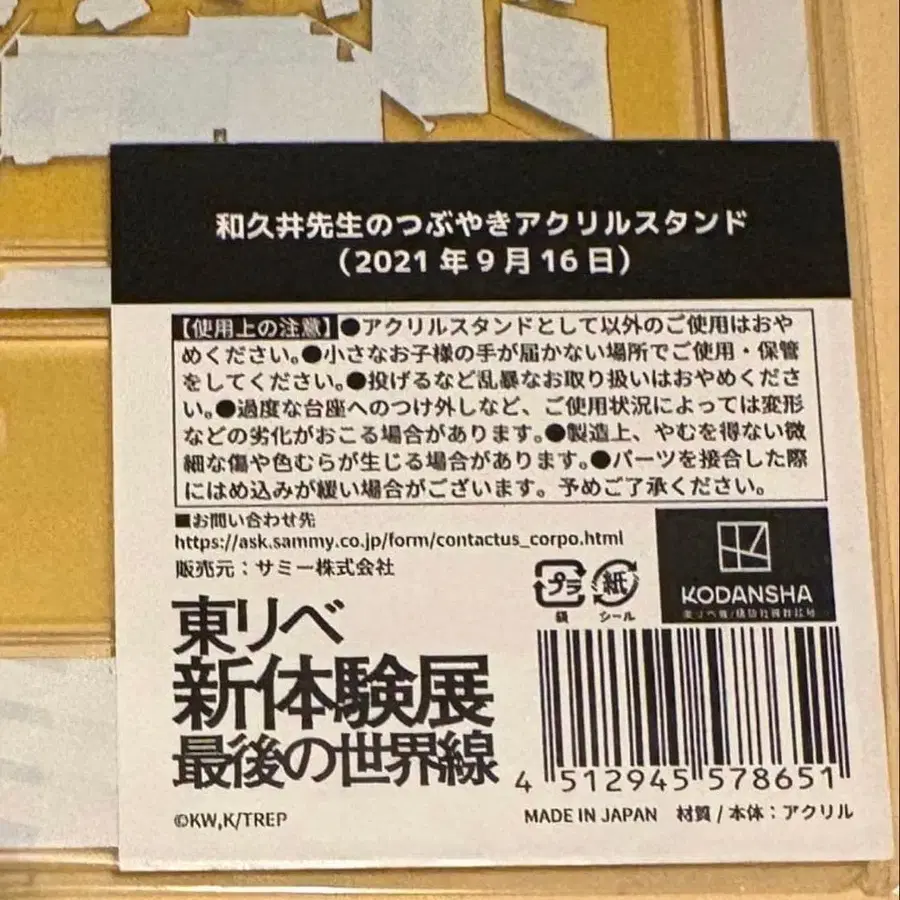 和久井先生のつぶやきアクリルスタンド
（2021年9月16日）
【使用上の注意】●アクリルスタンドとして以外のご使用はおや
めください。●小さなお子様の手が届かない場所でご使用・保管
をしてください。●投げるなど乱暴なお取り扱いはおやめくださ
い。●過度な台座へのつけ外しなど、ご使用状況によっては変形
などの劣化がおこる場合があります。●製造上、やむを得ない微
細な傷や色むらが生じる場合があります。●パーツを接合した際
にはめ込みが緩い場合がございます。予めご了承ください。
■お問い合わせ先
https://ask.sammy.co.jp/form/contactus_corpo.html
販売元：サミー株式会社
プラ
紙
袋
シール
KODANSHA
東リベ
新体験展
最後の世界線
4 512945 578651
©KW,K/TREP
MADE IN JAPAN 材質/本体：アクリル